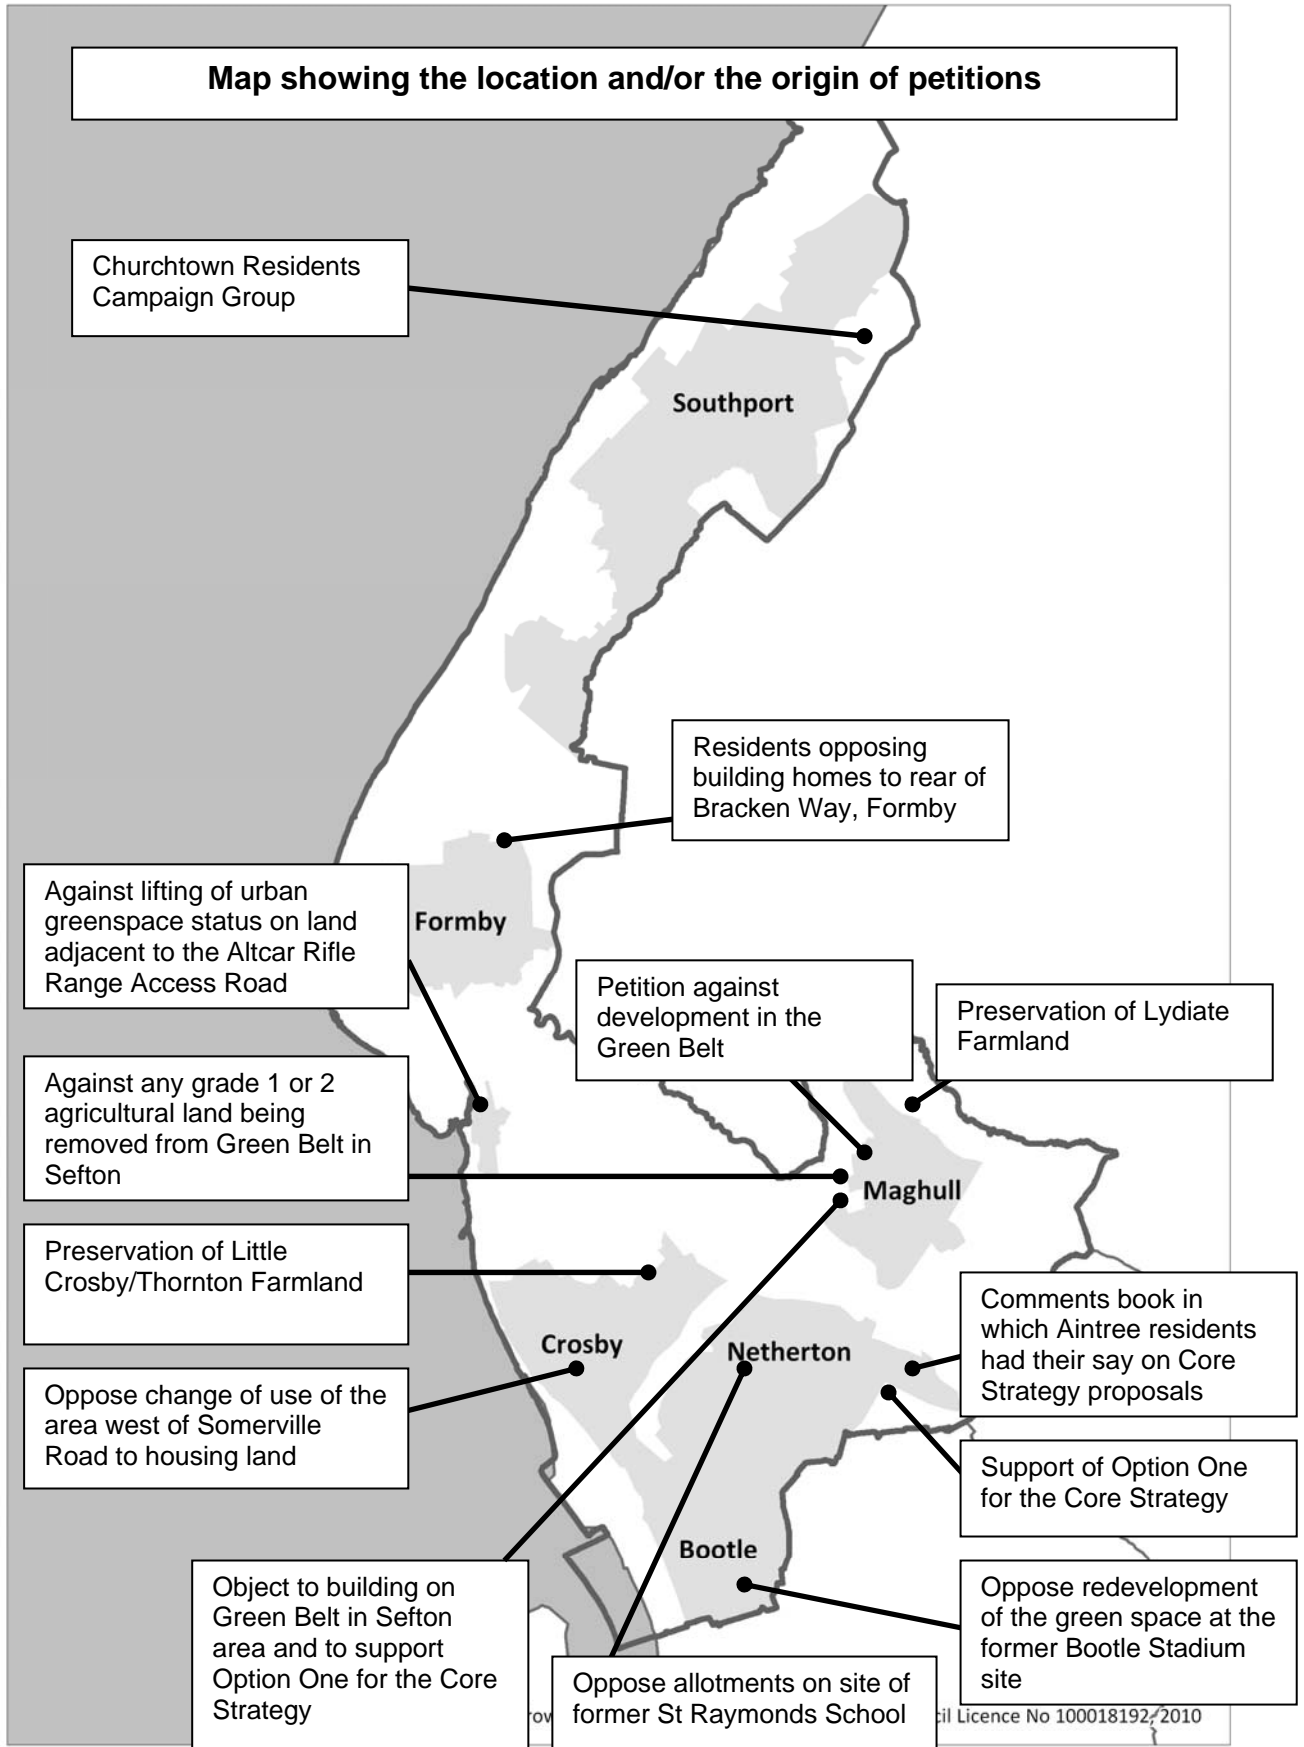 Map showing the location and/or the origin of petitions
Churchtown Residents
Campaign Group
Southport
Residents opposing
building homes to rear of
Bracken Way, Formby
Against lifting of urban
greenspace status on land
adjacent to the Altcar Rifle
Range Access Road
Formby
Petition against
development in the
Green Belt
Preservation of Lydiate
Farmland
Against any grade 1 or 2
agricultural land being
removed from Green Belt in
Sefton
Maghull
Preservation of Little
Crosby/Thornton Farmland
Crosby
Netherton
Comments book in
which Aintree residents
had their say on Core
Strategy proposals
Oppose change of use of the
area west of Somerville
Road to housing land
Support of Option One
for the Core Strategy
Bootle
Object to building on
Green Belt in Sefton
area and to support
Option One for the Core
Strategy
Oppose allotments on site of
former St Raymonds School
Oppose redevelopment
of the green space at the
former Bootle Stadium
site
Licence No 100018192, 2010